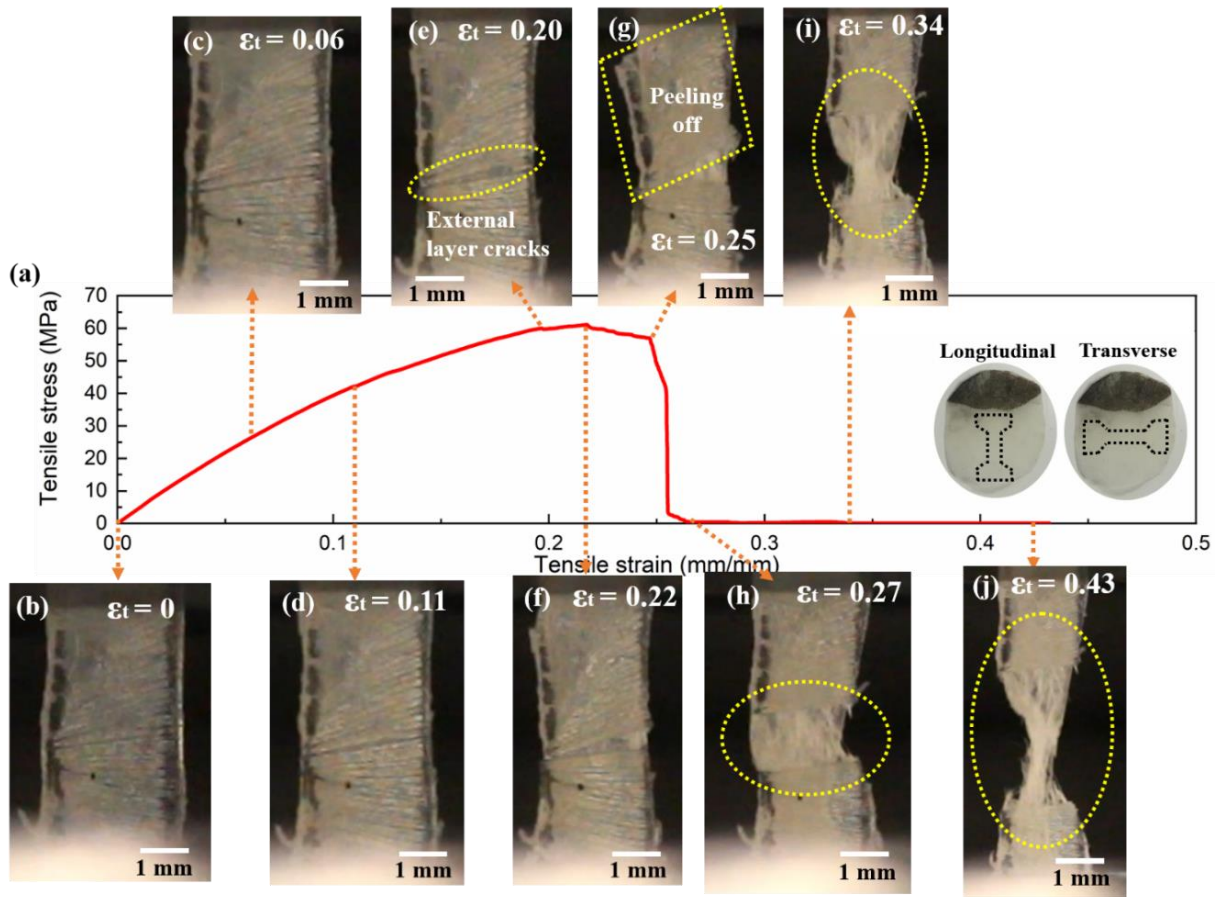 (c) εt = 0.06
1 mm
(e) εt = 0.20
External
layer cracks
1 mm
(g)
Peeling
off
εt = 0.25
1 mm
(i) εt = 0.34
1 mm
(a)
Tensile stress (MPa)
70
60
50
40
30
20
10
0
0.0 0.1 0.2 0.3 0.4 0.5
Tensile strain (mm/mm)
Longitudinal Transverse
(b) εt = 0
1 mm
(d) εt = 0.11
1 mm
(f) εt = 0.22
1 mm
(h) εt = 0.27
1 mm
(j) εt = 0.43
1 mm